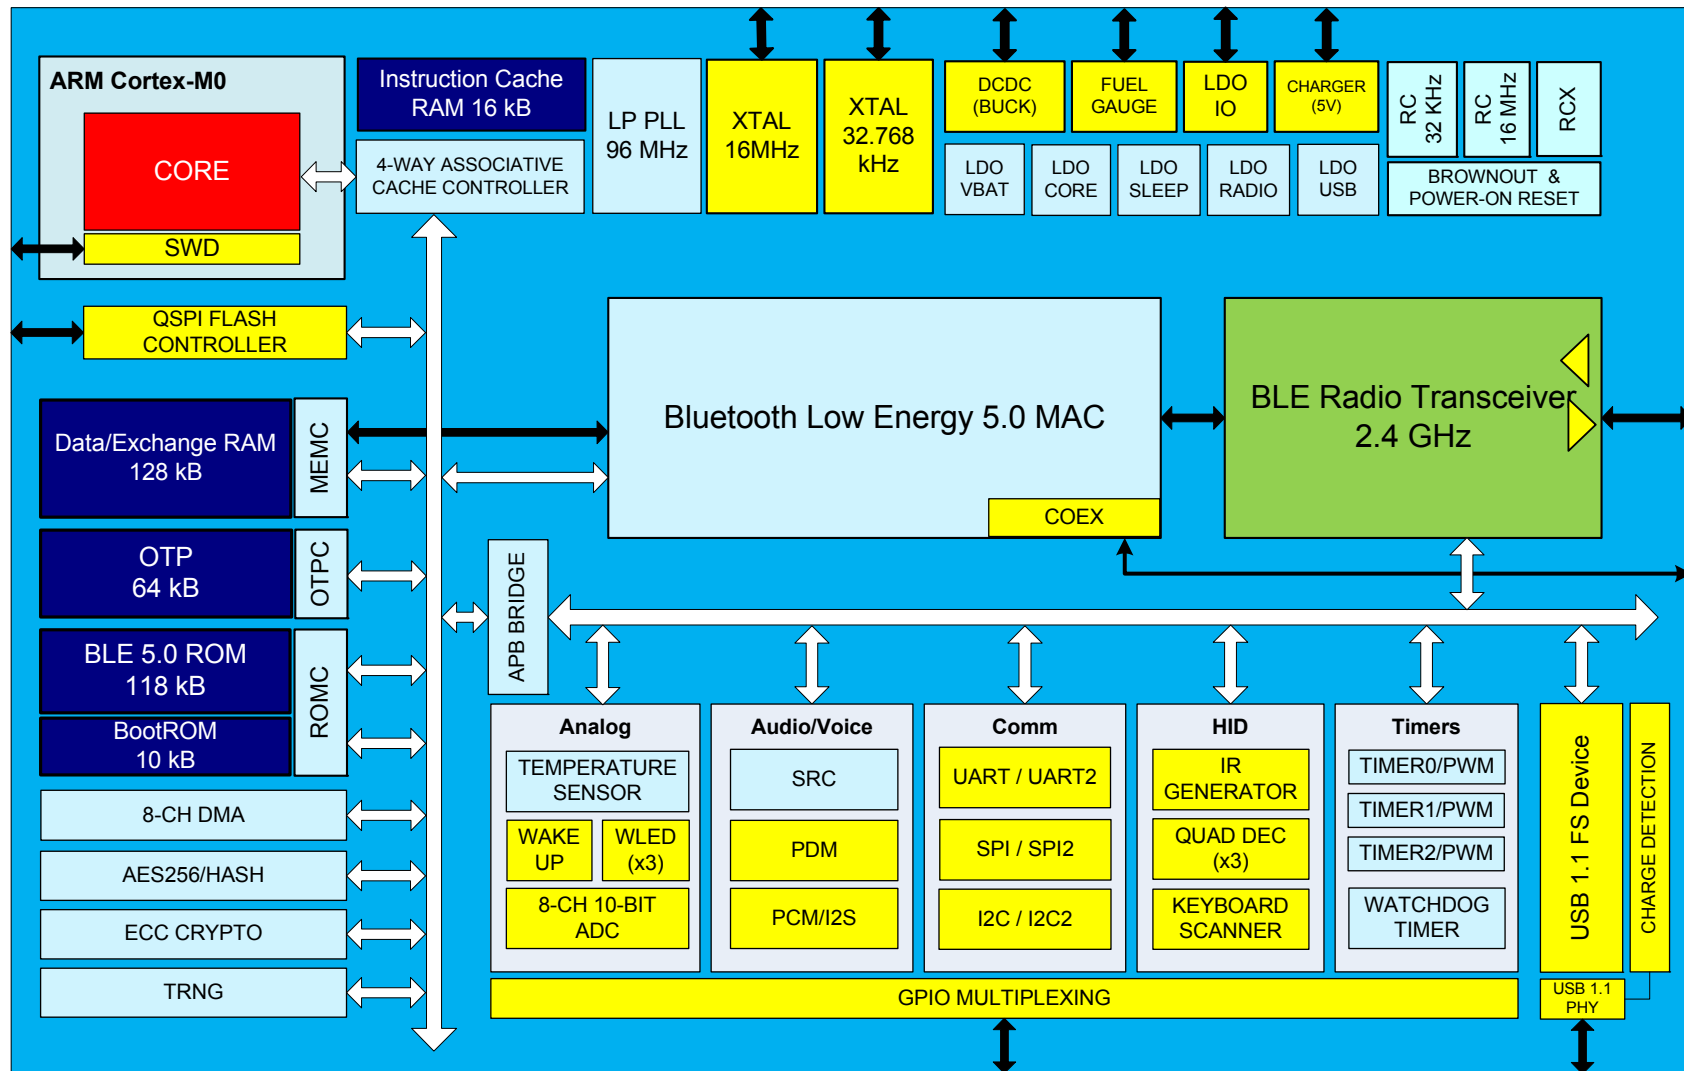 ARM Cortex-M0
CORE
SWD
Instruction Cache
RAM 16 kB
4-WAY ASSOCIATIVE
CACHE CONTROLLER
LP PLL
96 MHz
XTAL
16MHz
XTAL
32.768
kHz
DCDC
(BUCK)
FUEL
GAUGE
LDO
IO
CHARGER
(5V)
LDO
VBAT
LDO
CORE
LDO
SLEEP
LDO
RADIO
LDO
USB
RC
32 KHz
RC
16 MHz
RCX
BROWNOUT &
POWER-ON RESET
QSPI FLASH
CONTROLLER
Data/Exchange RAM
128 kB
MEMC
OTP
64 kB
OTPC
BLE 5.0 ROM
118 kB
BootROM
10 kB
ROMC
8-CH DMA
AES256/HASH
ECC CRYPTO
TRNG
Bluetooth Low Energy 5.0 MAC
COEX
BLE Radio Transceiver
2.4 GHz
APB BRIDGE
Analog
TEMPERATURE
SENSOR
WAKE
UP
WLED
(x3)
8-CH 10-BIT
ADC
Audio/Voice
SRC
PDM
PCM/I2S
Comm
UART / UART2
SPI / SPI2
I2C / I2C2
HID
IR
GENERATOR
QUAD DEC
(x3)
KEYBOARD
SCANNER
Timers
TIMER0/PWM
TIMER1/PWM
TIMER2/PWM
WATCHDOG
TIMER
USB 1.1 FS Device
CHARGE DETECTION
GPIO MULTIPLEXING
USB 1.1
PHY